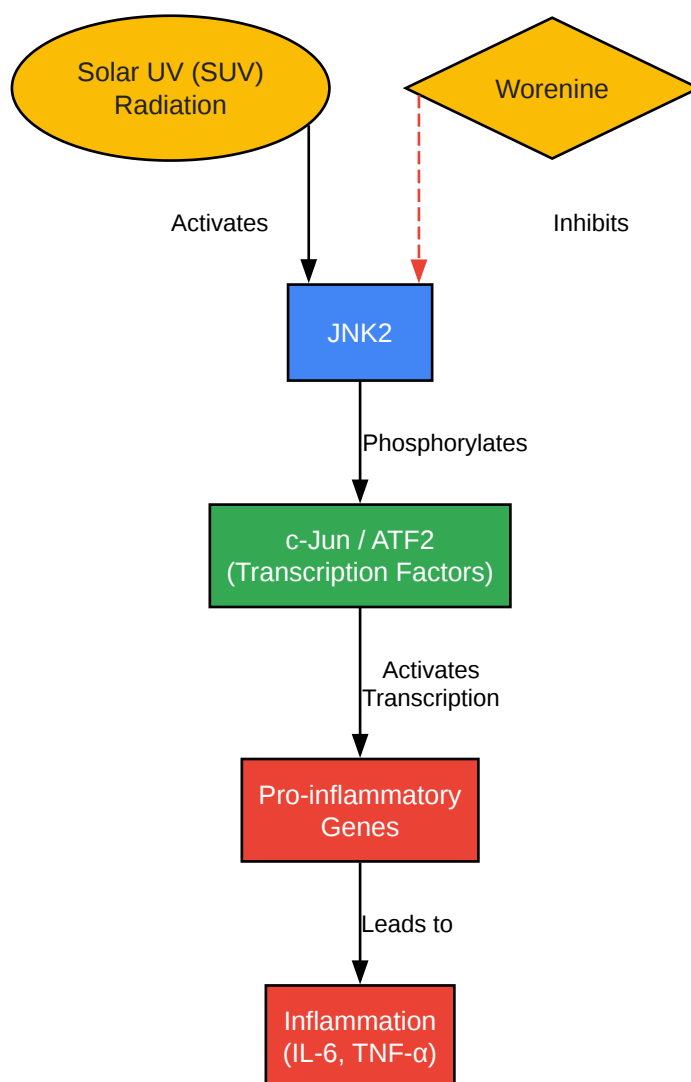 Solar UV (SUV)
Radiation
Worenine
Activates
Inhibits
JNK2
Phosphorylates
c-Jun / ATF2
(Transcription Factors)
Activates
Transcription
Pro-inflammatory
Genes
Leads to
Inflammation
(IL-6, TNF-α)